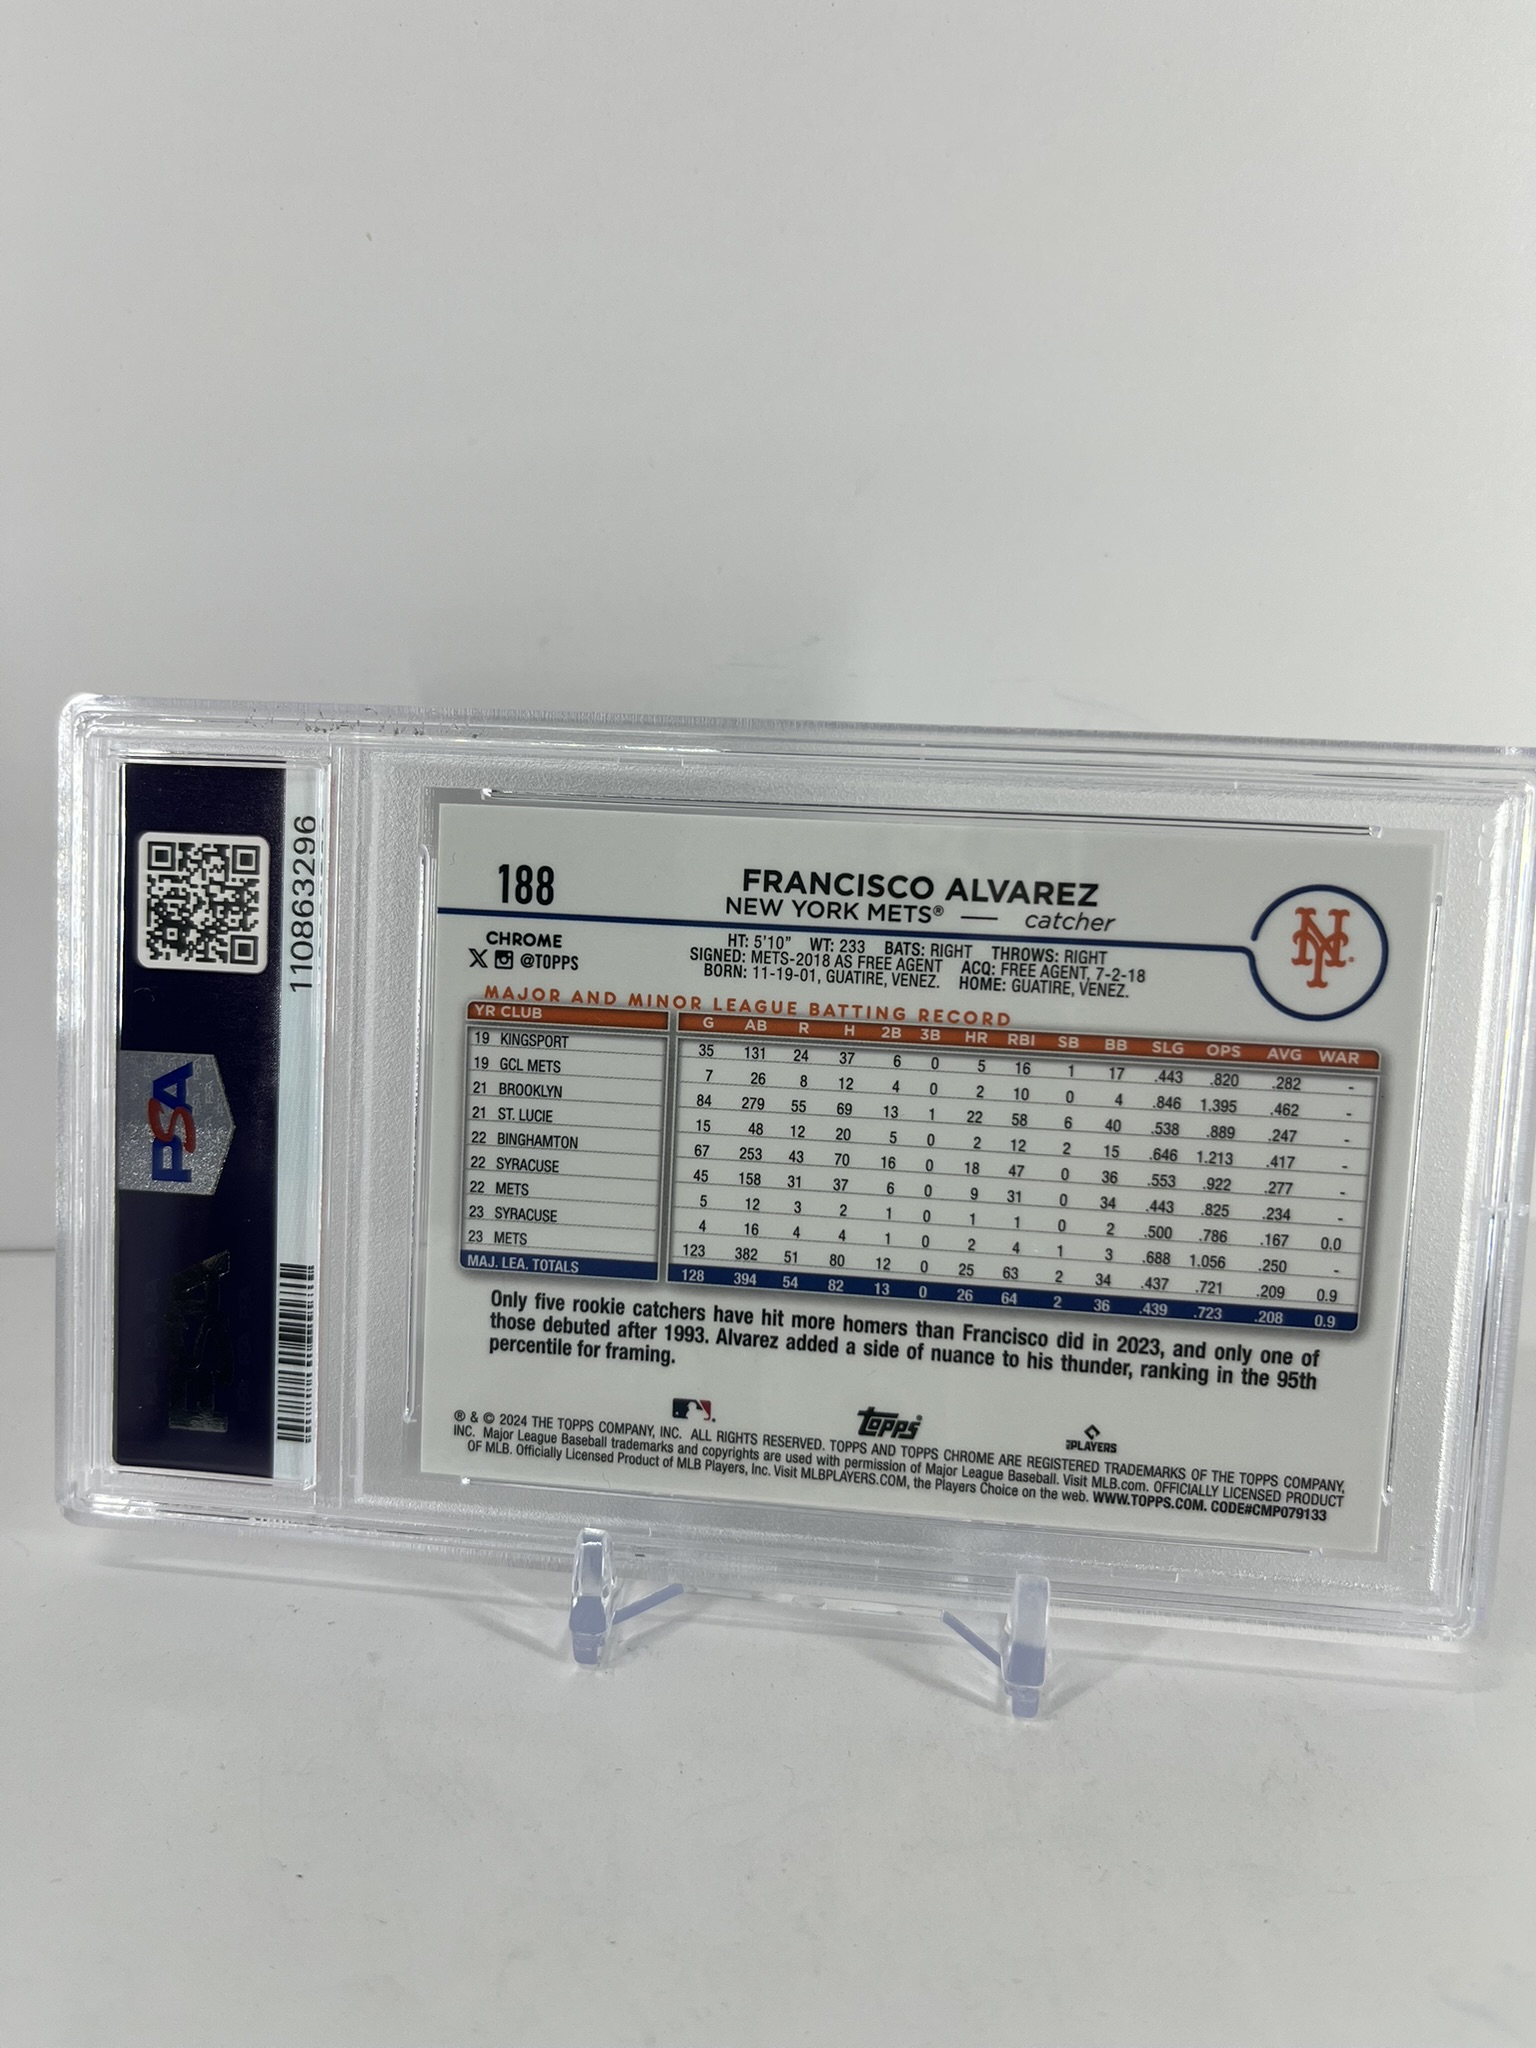 110863296
PSA
PSA
188
FRANCISCO ALVAREZ
NEW YORK METS® — catcher
CHROME
@TOPPS
HT: 5'10" WT: 233 BATS: RIGHT THROWS: RIGHT
SIGNED: METS-2018 AS FREE AGENT ACQ: FREE AGENT, 7-2-18
BORN: 11-19-01, GUATIRE, VENEZ. HOME: GUATIRE, VENEZ.
MAJOR AND MINOR LEAGUE BATTING RECORD
YR CLUB G AB R H 2B 3B HR RBI SB BB SLG OPS AVG WAR
19 KINGSPORT 35 131 24 37 6 0 5 16 1 17 .443 .820 .282 -
19 GCL METS 7 26 8 12 4 0 2 10 0 4 .846 1.395 .462 -
21 BROOKLYN 84 279 55 69 13 1 22 58 6 40 .538 .889 .247 -
21 ST. LUCIE 15 48 12 20 5 0 2 12 2 15 .646 1.213 .417 -
22 BINGHAMTON 67 253 43 70 16 0 18 47 0 36 .553 .922 .277 -
22 SYRACUSE 45 158 31 37 6 0 9 31 0 34 .443 .825 .234 -
22 METS 5 12 3 2 1 0 1 1 0 2 .500 .786 .167 0.0
23 SYRACUSE 4 16 4 4 1 0 2 4 1 3 .688 1.056 .250 -
23 METS 123 382 51 80 12 0 25 63 2 34 .437 .721 .209 0.9
MAJ. LEA. TOTALS 128 394 54 82 13 0 26 64 2 36 .439 .723 .208 0.9
Only five rookie catchers have hit more homers than Francisco did in 2023, and only one of
those debuted after 1993. Alvarez added a side of nuance to his thunder, ranking in the 95th
percentile for framing.
topps
PLAYERS
® & © 2024 THE TOPPS COMPANY, INC. ALL RIGHTS RESERVED. TOPPS AND TOPPS CHROME ARE REGISTERED TRADEMARKS OF THE TOPPS COMPANY,
INC. Major League Baseball trademarks and copyrights are used with permission of Major League Baseball. Visit MLB.com. OFFICIALLY LICENSED PRODUCT
OF MLB. Officially Licensed Product of MLB Players, Inc. Visit MLBPLAYERS.COM, the Players Choice on the web. WWW.TOPPS.COM. CODE#CMP079133